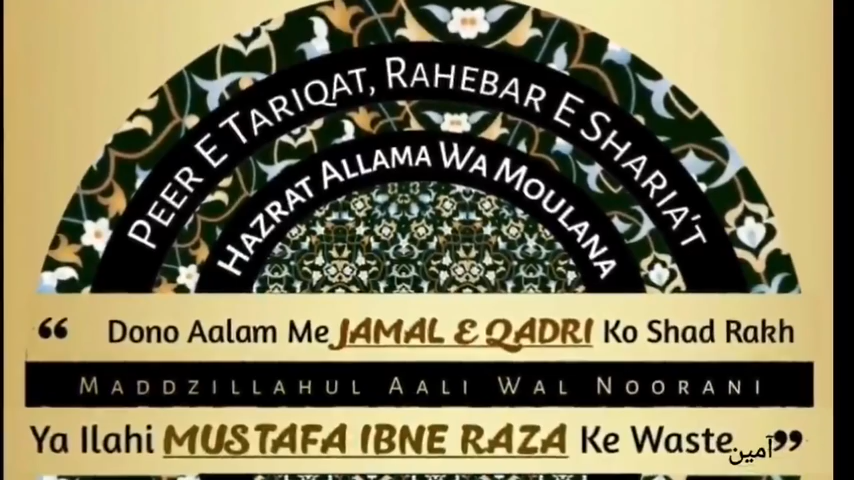 PEER E TARIQAT, RAHEBAR E SHARIA'T
HAZRAT ALLAMA WA MOULANA
“ Dono Aalam Me JAMAL E QADRI Ko Shad Rakh
MADDZILLAHUL AALI WAL NOORANI
Ya Ilahi MUSTAFA IBNE RAZA Ke Waste آمین ”